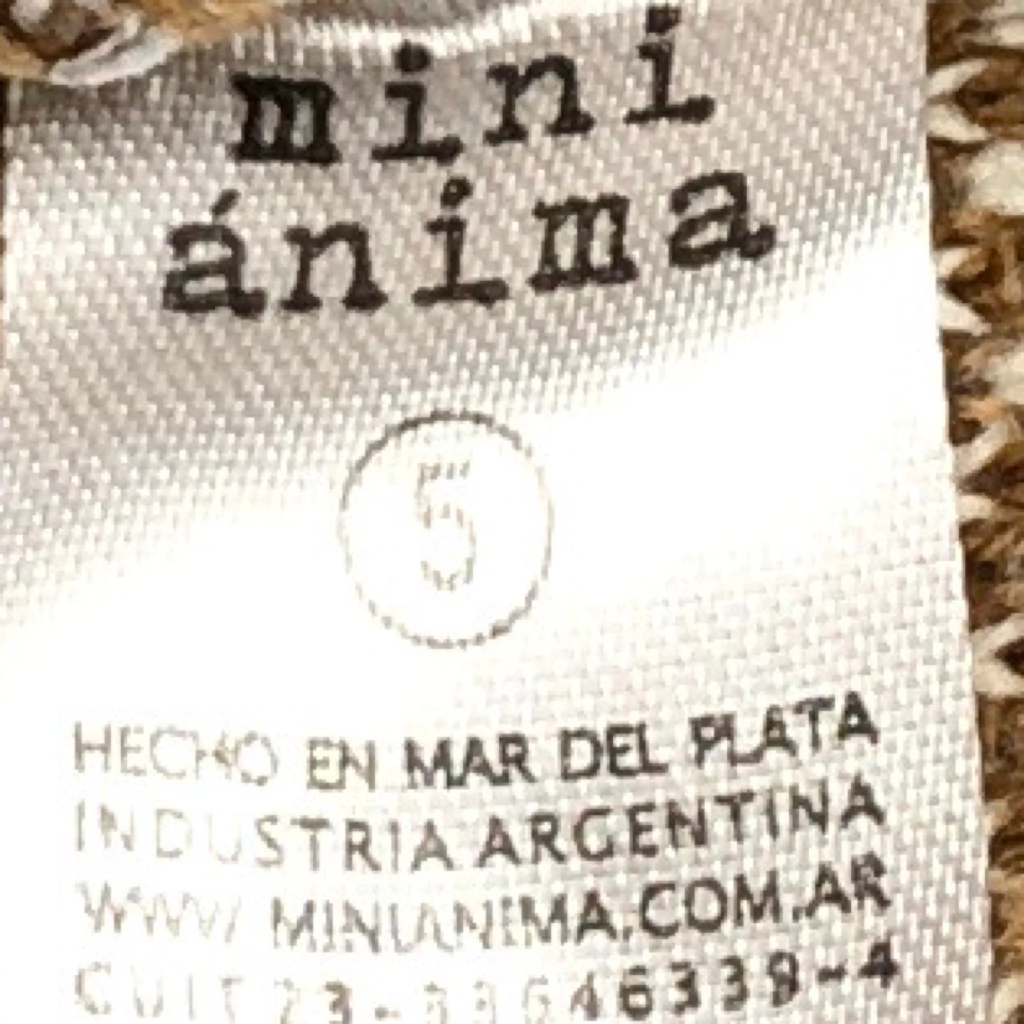 mini
ánima
5
HECHO EN MAR DEL PLATA
INDUSTRIA ARGENTINA
WWW MINIANIMA.COM.AR
CUIT